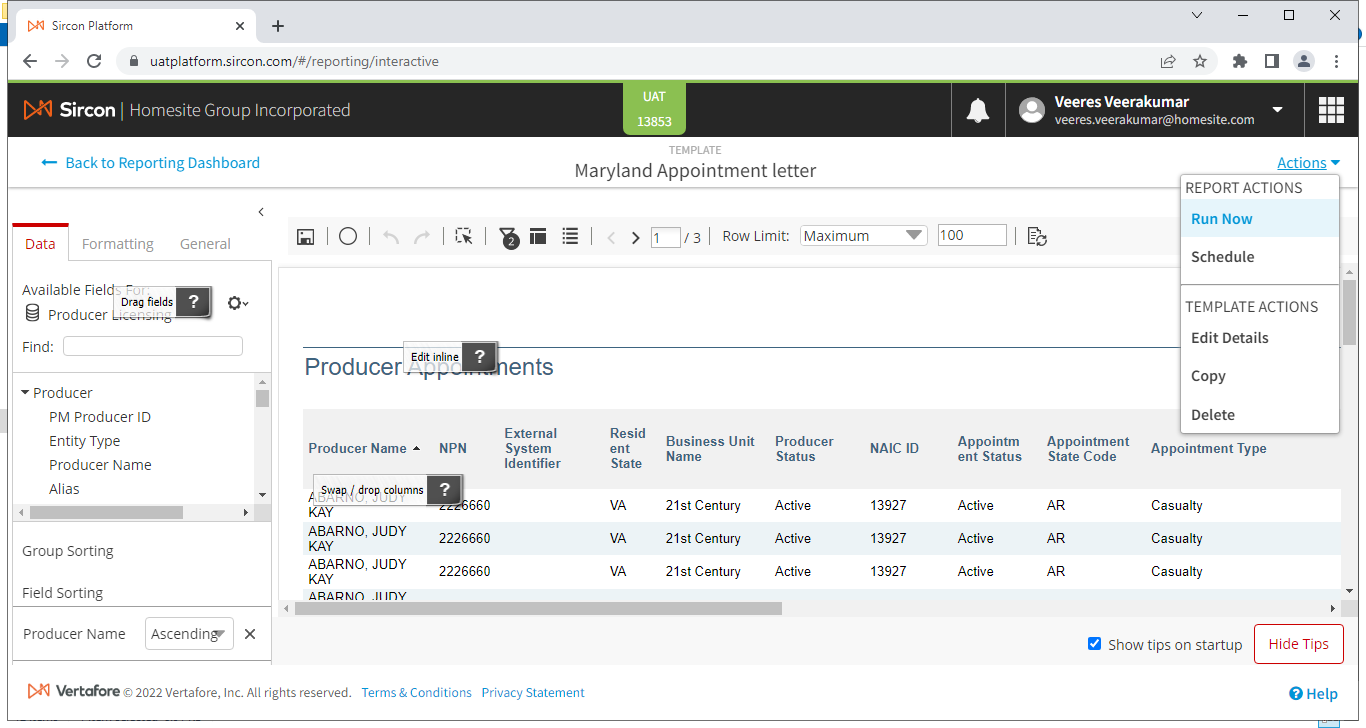 Sircon Platform
uatplatform.sircon.com/#/reporting/interactive
Sircon | Homesite Group Incorporated
UAT
13853
Veeres Veerakumar
veeres.veerakumar@homesite.com
Back to Reporting Dashboard
TEMPLATE
Maryland Appointment letter
Actions
REPORT ACTIONS
Run Now
Schedule
TEMPLATE ACTIONS
Edit Details
Copy
Delete
Data Formatting General
2
1 / 3 Row Limit: Maximum 100
Available Fields For:
Drag fields ?
Producer Licensing
Find:
Producer
PM Producer ID
Entity Type
Producer Name
Alias
Group Sorting
Field Sorting
Producer Name Ascending
Edit inline ?
Producer Appointments
Producer Name NPN External System Identifier Resid ent State Business Unit Name Producer Status NAIC ID Appointm ent Status Appointment State Code Appointment Type
Swap / drop columns ?
ABARNO, JUDY KAY 2226660 VA 21st Century Active 13927 Active AR Casualty
ABARNO, JUDY KAY 2226660 VA 21st Century Active 13927 Active AR Casualty
ABARNO, JUDY KAY 2226660 VA 21st Century Active 13927 Active AR Casualty
ABARNO, JUDY
Show tips on startup Hide Tips
Vertafore © 2022 Vertafore, Inc. All rights reserved. Terms & Conditions Privacy Statement
? Help